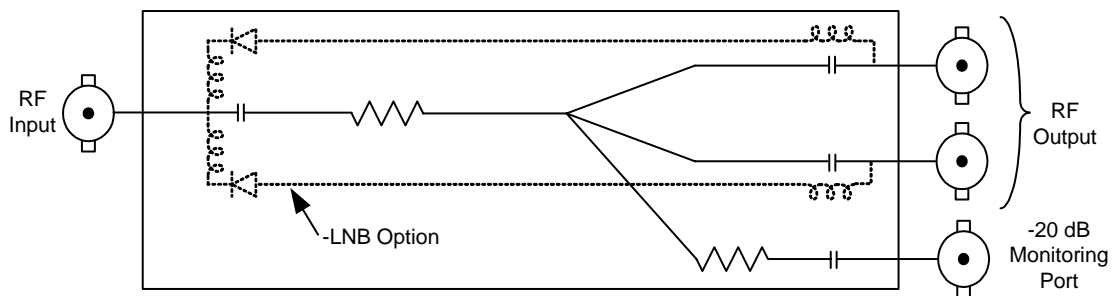 RF
Input
RF
Output
-LNB Option
-20 dB
Monitoring
Port